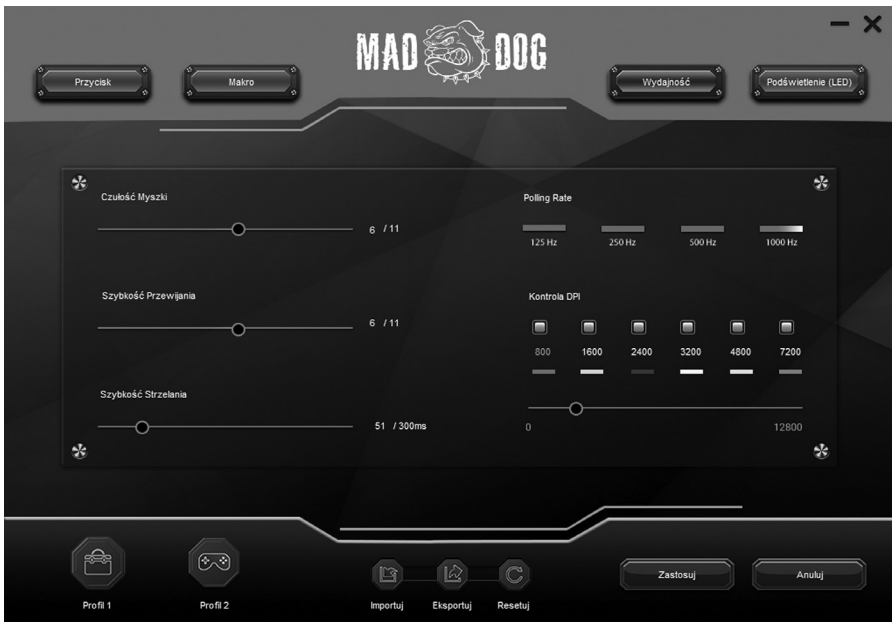 MAD DOG
Przycisk
Makro
Wydajność
Podświetlenie (LED)
Czułość Myszki
6 / 11
Szybkość Przewijania
6 / 11
Szybkość Strzelania
51 / 300ms
Polling Rate
125 Hz 250 Hz 500 Hz 1000 Hz
Kontrola DPI
800 1600 2400 3200 4800 7200
0 12800
Profil 1
Profil 2
Importuj
Eksportuj
Resetuj
Zastosuj
Anuluj